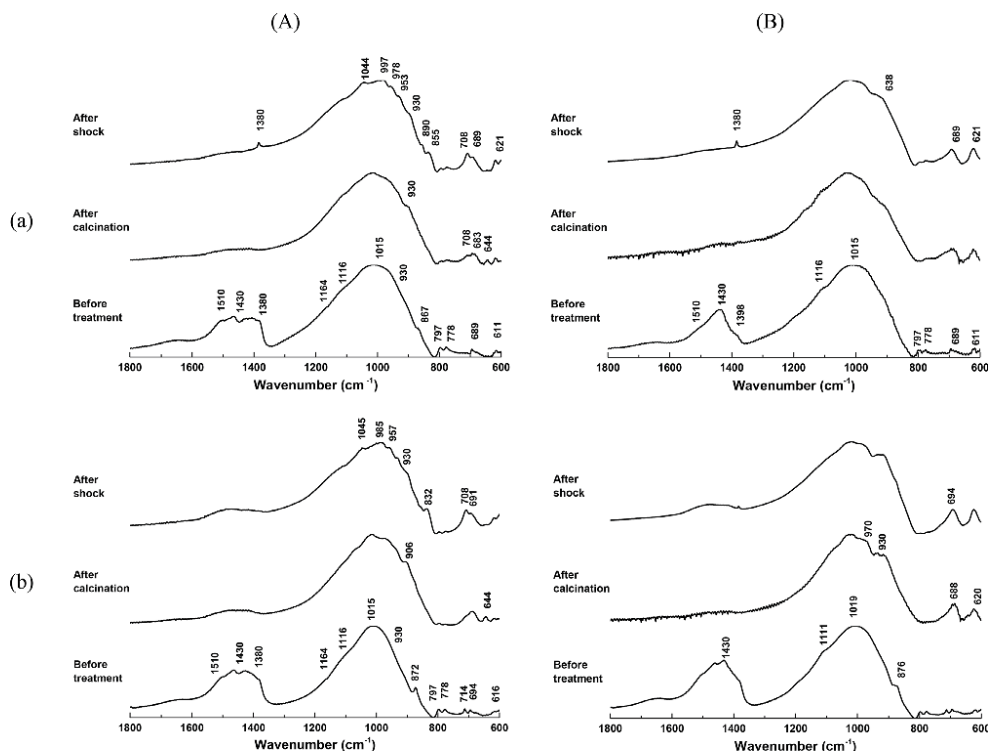 (A)
(B)
(a)
After
shock
1380
1044
997
978
953
930
890
855
708
689
621
After
calcination
930
708
683
644
Before
treatment
1510
1430
1380
1164
1116
1015
930
867
797
778
689
611
1800 1600 1400 1200 1000 800 600
Wavenumber (cm-1)
After
shock
1380
638
689
621
After
calcination
Before
treatment
1510
1430
1398
1116
1015
797
778
689
611
1800 1600 1400 1200 1000 800 600
Wavenumber (cm-1)
(b)
After
shock
1045
985
957
930
832
708
691
After
calcination
906
644
Before
treatment
1510
1430
1380
1164
1116
1015
930
872
797
778
714
694
616
1800 1600 1400 1200 1000 800 600
Wavenumber (cm-1)
After
shock
694
After
calcination
970
930
688
620
Before
treatment
1430
1111
1019
876
1800 1600 1400 1200 1000 800 600
Wavenumber (cm-1)